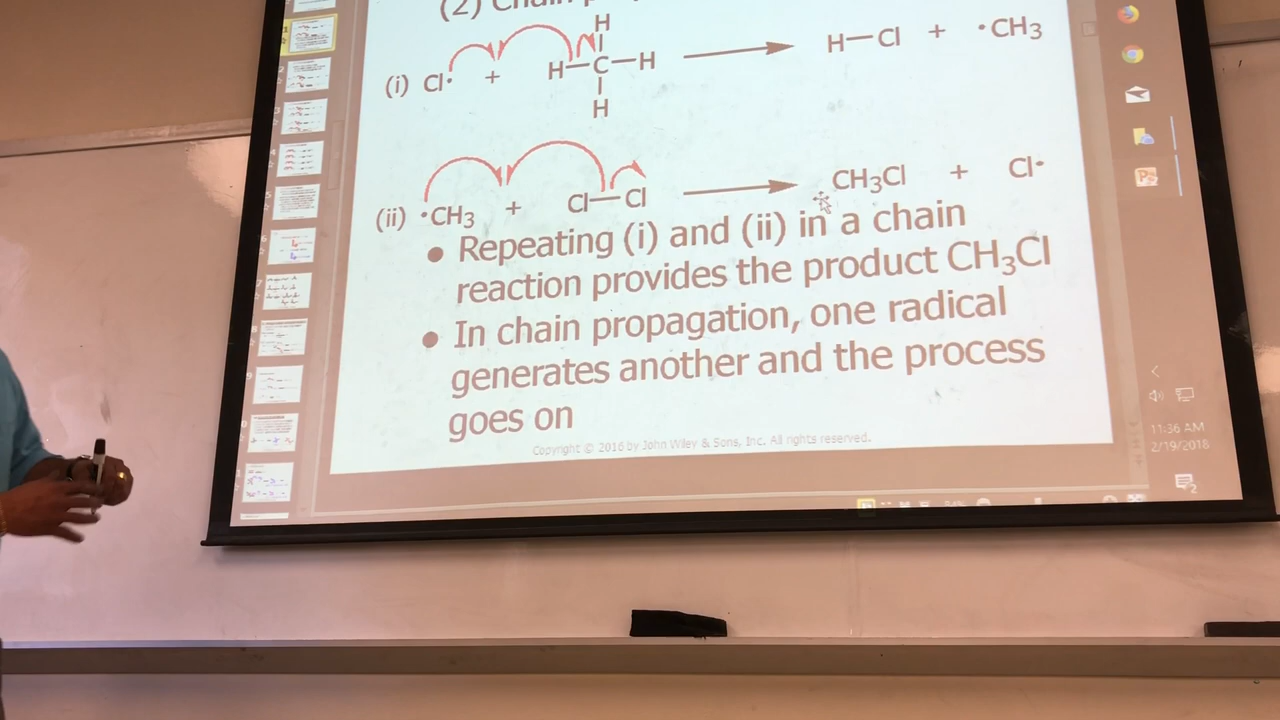 (2) Chain
(i) Cl• + H—C—H H H → H—Cl + •CH3
(ii) •CH3 + Cl—Cl → CH3Cl + Cl•
• Repeating (i) and (ii) in a chain
reaction provides the product CH3Cl
• In chain propagation, one radical
generates another and the process
goes on
Copyright © 2016 by John Wiley & Sons, Inc. All rights reserved.
11:36 AM
2/19/2018